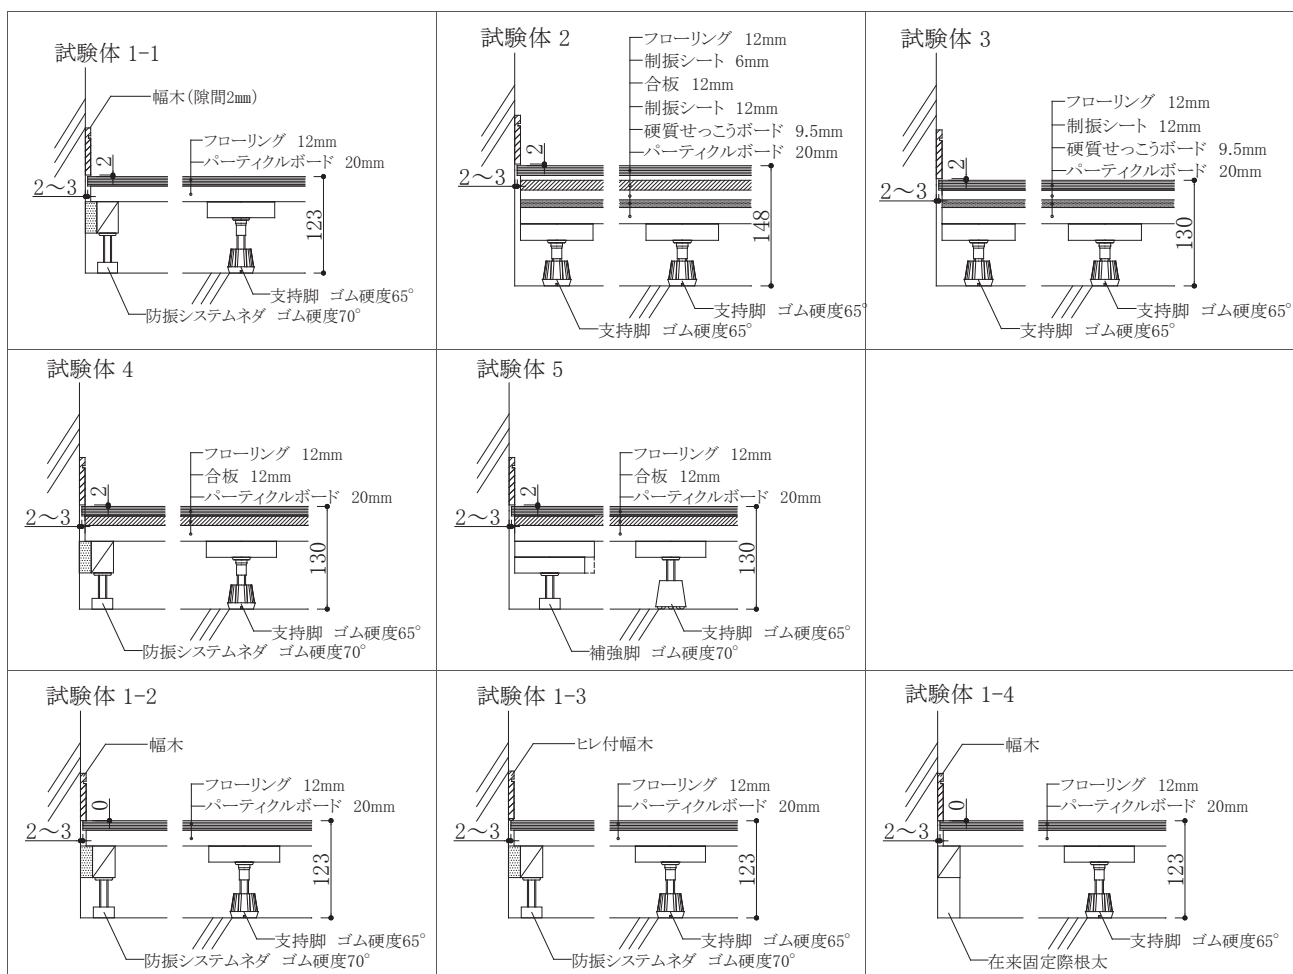 試験体 1-1
幅木(隙間2㎜)
フローリング 12mm
パーティクルボード 20mm
2
2～3
123
支持脚 ゴム硬度65°
防振システムネダ ゴム硬度70°
試験体 2
フローリング 12mm
制振シート 6mm
合板 12mm
制振シート 12mm
硬質せっこうボード 9.5mm
パーティクルボード 20mm
2
2～3
148
支持脚 ゴム硬度65°
支持脚 ゴム硬度65°
試験体 3
フローリング 12mm
制振シート 12mm
硬質せっこうボード 9.5mm
パーティクルボード 20mm
2
2～3
130
支持脚 ゴム硬度65°
支持脚 ゴム硬度65°
試験体 4
フローリング 12mm
合板 12mm
パーティクルボード 20mm
2
2～3
130
支持脚 ゴム硬度65°
防振システムネダ ゴム硬度70°
試験体 5
フローリング 12mm
合板 12mm
パーティクルボード 20mm
2
2～3
130
支持脚 ゴム硬度65°
補強脚 ゴム硬度70°
試験体 1-2
幅木
フローリング 12mm
パーティクルボード 20mm
0
2～3
123
支持脚 ゴム硬度65°
防振システムネダ ゴム硬度70°
試験体 1-3
ヒレ付幅木
フローリング 12mm
パーティクルボード 20mm
2～3
123
支持脚 ゴム硬度65°
防振システムネダ ゴム硬度70°
試験体 1-4
幅木
フローリング 12mm
パーティクルボード 20mm
0
2～3
123
支持脚 ゴム硬度65°
在来固定際根太